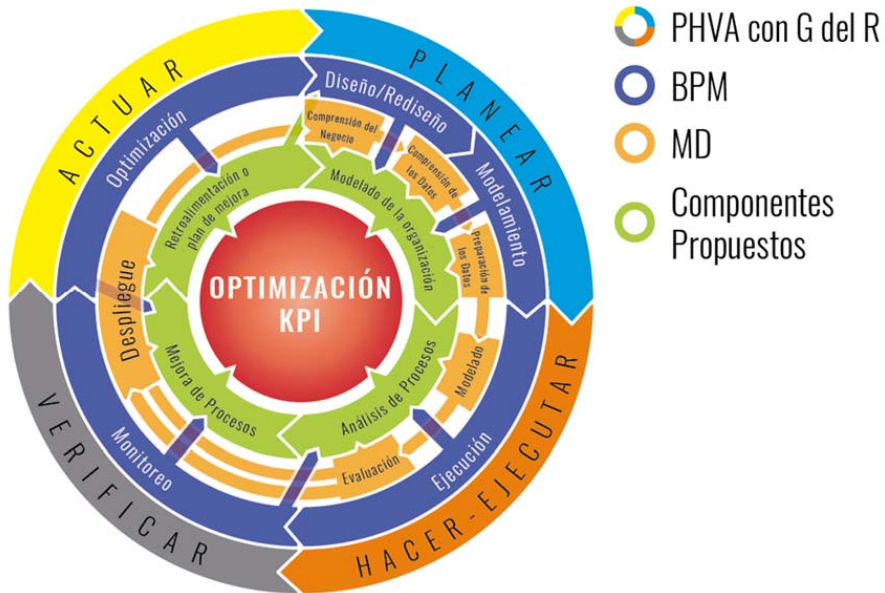 ACTUAR
PLANEAR
HACER-EJECUTAR
VERIFICAR
Optimización
Diseño/Rediseño
Modelamiento
Ejecución
Monitoreo
Comprensión del
Negocio
Comprensión de
los Datos
Preparación de
los Datos
Modelado
Evaluación
Despliegue
Retroalimentación o
plan de mejora
Modelado de la organización
Análisis de Procesos
Mejora de Procesos
OPTIMIZACIÓN
KPI
PHVA con G del R
BPM
MD
Componentes
Propuestos